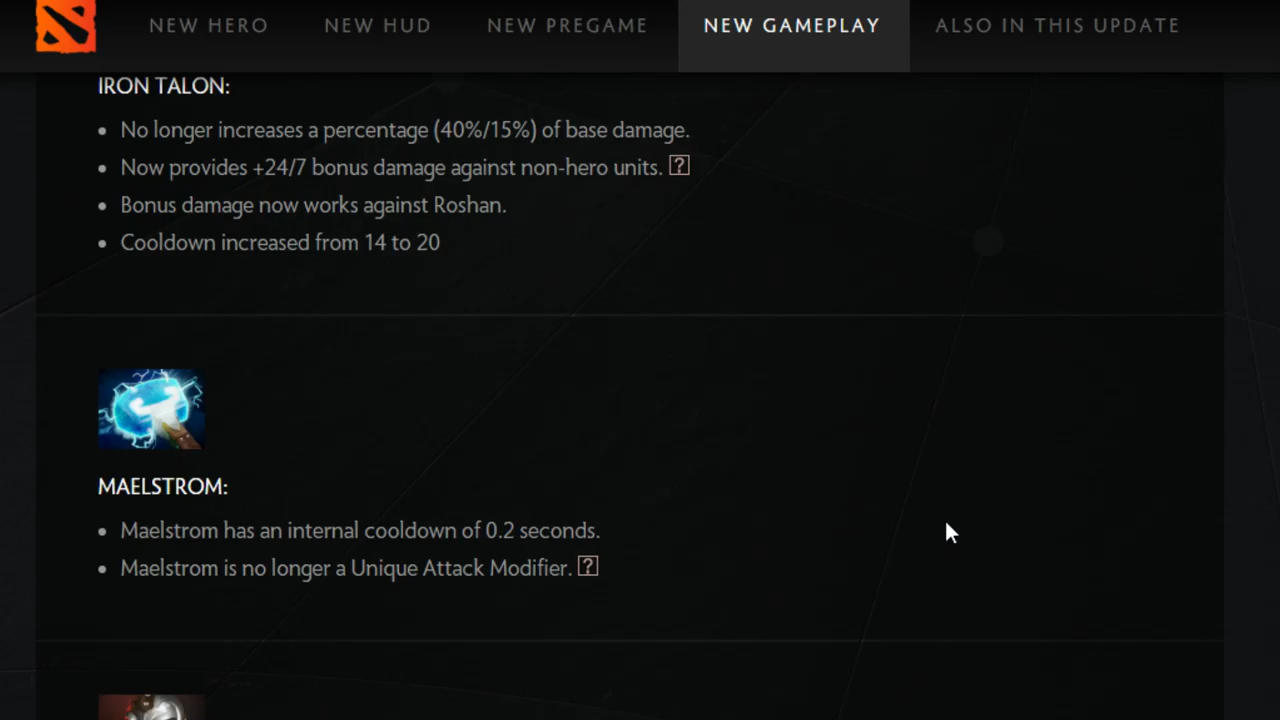 NEW HERO NEW HUD NEW PREGAME NEW GAMEPLAY ALSO IN THIS UPDATE
IRON TALON:
• No longer increases a percentage (40%/15%) of base damage.
• Now provides +24/7 bonus damage against non-hero units. [?]
• Bonus damage now works against Roshan.
• Cooldown increased from 14 to 20
MAELSTROM:
• Maelstrom has an internal cooldown of 0.2 seconds.
• Maelstrom is no longer a Unique Attack Modifier. [?]